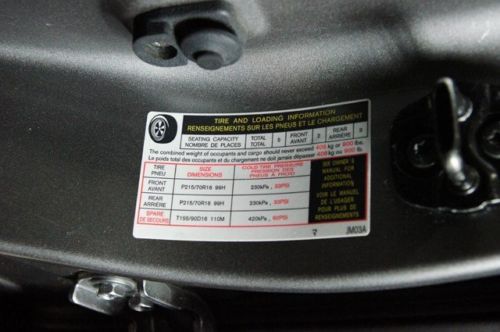 TIRE AND LOADING INFORMATION
RENSEIGNEMENTS SUR LES PNEUS ET LE CHARGEMENT
SEATING CAPACITY TOTAL 5 FRONT 2 REAR 3
NOMBRE DE PLACES TOTAL AVANT ARRIÈRE
The combined weight of occupants and cargo should never exceed 408 kg or 900 lbs.
Le poids total des occupants et du chargement ne doit jamais dépasser 408 kg ou 900 lb.
TIRE SIZE COLD TIRE PRESSURE
PNEU DIMENSIONS PRESSION DES PNEUS À FROID
FRONT
AVANT P215/70R16 99H 230kPa, 33PSI
REAR
ARRIÈRE P215/70R16 99H 230kPa, 33PSI
SPARE
DE SECOURS T155/90D16 110M 420kPa, 60PSI
SEE OWNER'S
MANUAL FOR
ADDITIONAL
INFORMATION
VOIR LE MANUEL
DE L'USAGER
POUR PLUS DE
RENSEIGNEMENTS
JM03A